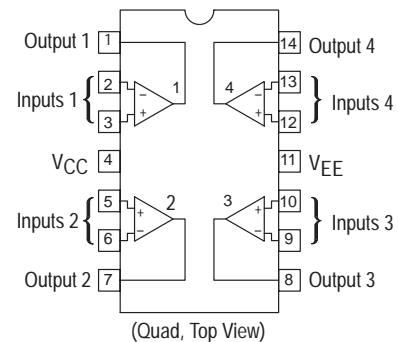 Output 1 1 14 Output 4
Inputs 1 { 2 − 1 4 − 13 } Inputs 4
3 + + 12
VCC 4 11 VEE
Inputs 2 { 5 + 2 3 + 10 } Inputs 3
6 − − 9
Output 2 7 8 Output 3
(Quad, Top View)